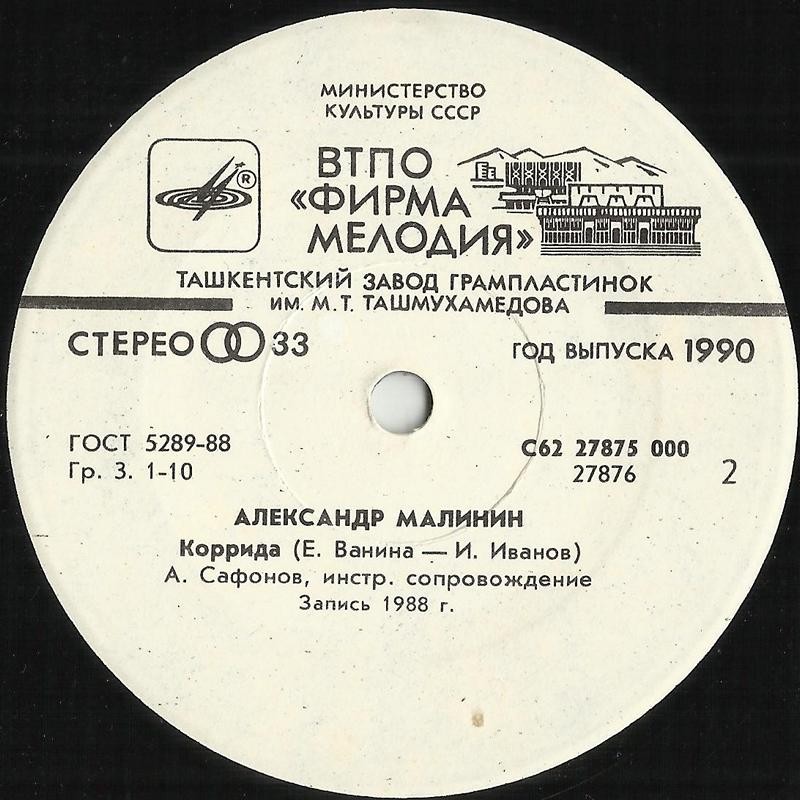 МИНИСТЕРСТВО
КУЛЬТУРЫ СССР
ВТПО
«ФИРМА
МЕЛОДИЯ»
®
ТАШКЕНТСКИЙ ЗАВОД ГРАМПЛАСТИНОК
ИМ. М. Т. ТАШМУХАМЕДОВА
СТЕРЕО 33
ГОД ВЫПУСКА 1990
ГОСТ 5289-88
Гр. 3. 1-10
С62 27875 000
27876
2
АЛЕКСАНДР МАЛИНИН
Коррида (Е. Ванина — И. Иванов)
А. Сафонов, инстр. сопровождение
Запись 1988 г.